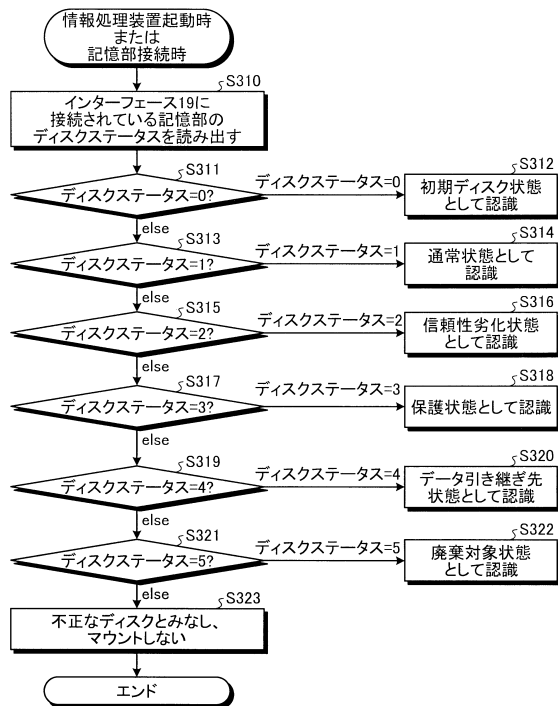 情報処理装置起動時
または
記憶部接続時
S310
インターフェース19に
接続されている記憶部の
ディスクステータスを読み出す
S311
ディスクステータス=0?
ディスクステータス=0
S312
初期ディスク状態
として認識
else
S313
ディスクステータス=1?
ディスクステータス=1
S314
通常状態として
認識
else
S315
ディスクステータス=2?
ディスクステータス=2
S316
信頼性劣化状態
として認識
else
S317
ディスクステータス=3?
ディスクステータス=3
S318
保護状態として認識
else
S319
ディスクステータス=4?
ディスクステータス=4
S320
データ引き継ぎ先
状態として認識
else
S321
ディスクステータス=5?
ディスクステータス=5
S322
廃棄対象状態
として認識
else
S323
不正なディスクとみなし、
マウントしない
エンド